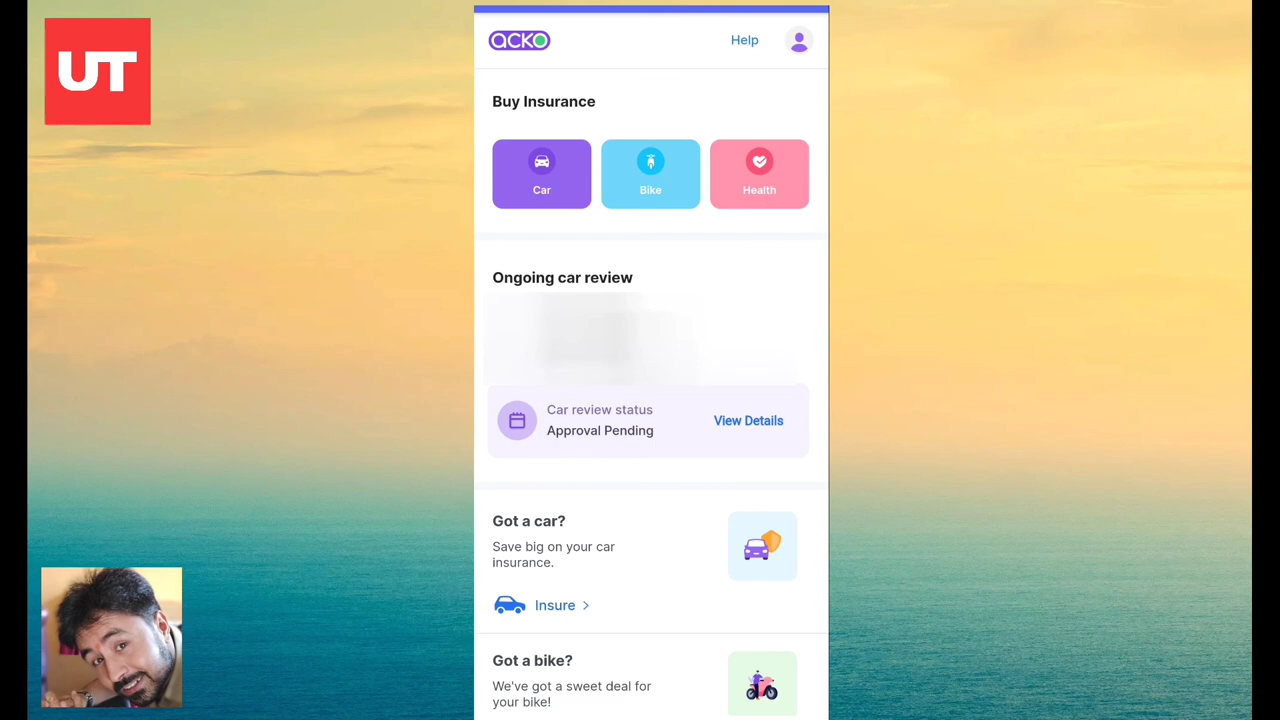 UT
acko
Help
Buy Insurance
Car
Bike
Health
Ongoing car review
Car review status
Approval Pending
View Details
Got a car?
Save big on your car
insurance.
Insure
Got a bike?
We've got a sweet deal for
your bike!